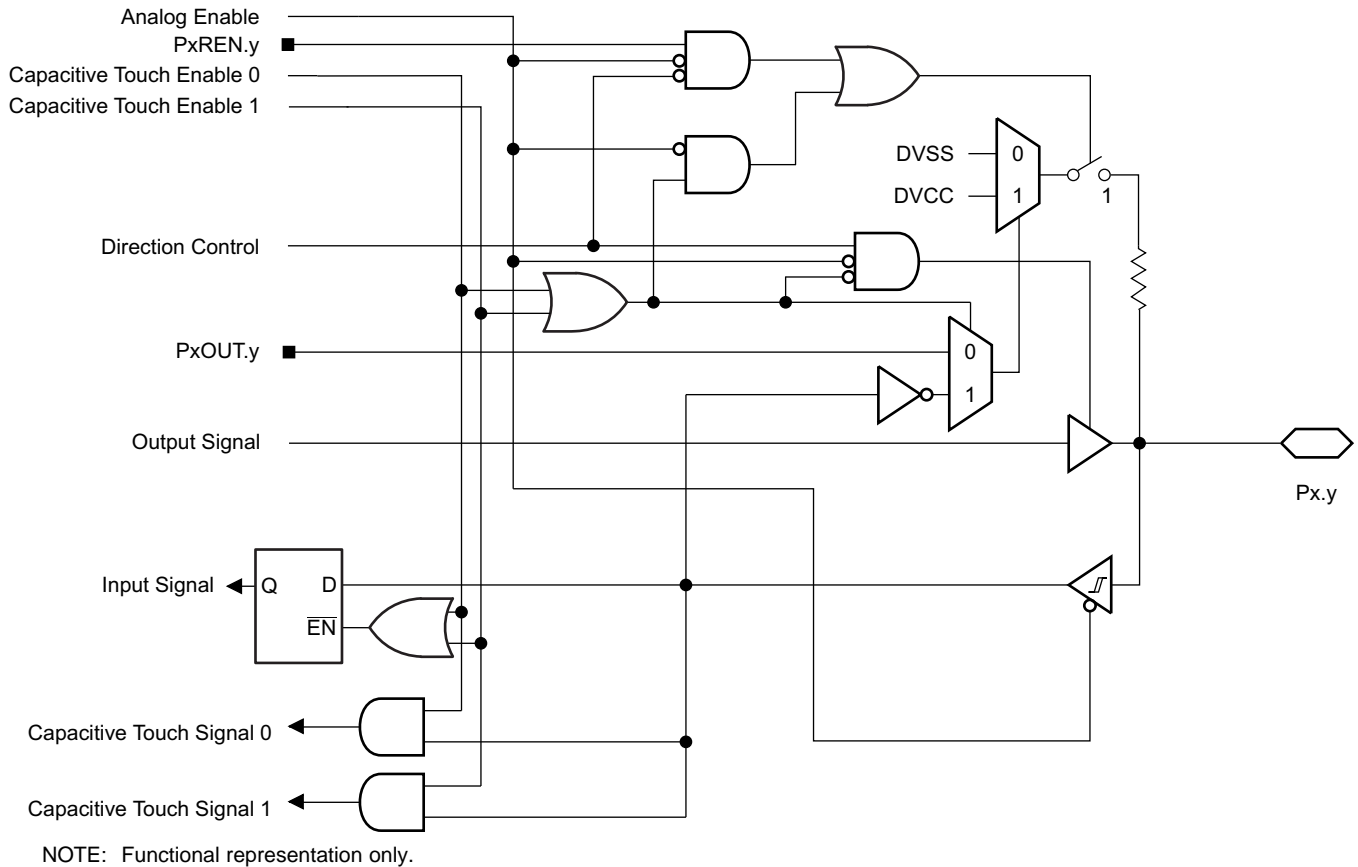 Analog Enable
PxREN.y
Capacitive Touch Enable 0
Capacitive Touch Enable 1
DVSS
0
DVCC
1
1
Direction Control
PxOUT.y
0
1
Output Signal
Px.y
Input Signal
Q
D
EN
Capacitive Touch Signal 0
Capacitive Touch Signal 1
NOTE: Functional representation only.